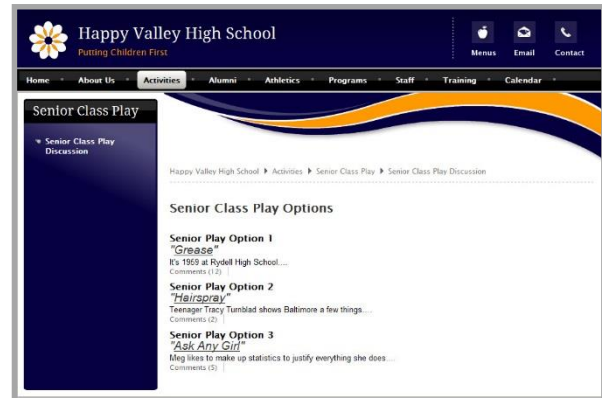 Happy Valley High School
Putting Children First
Menus Email Contact
Home About Us Activities Alumni Athletics Programs Staff Training Calendar
Senior Class Play
Senior Class Play
Discussion
Happy Valley High School Activities Senior Class Play Senior Class Play Discussion
Senior Class Play Options
Senior Play Option 1
"Grease"
It's 1959 at Rydell High School....
Comments (12)
Senior Play Option 2
"Hairspray"
Teenager Tracy Turnblad shows Baltimore a few things....
Comments (2)
Senior Play Option 3
"Ask Any Girl"
Meg likes to make up statistics to justify everything she does....
Comments (5)